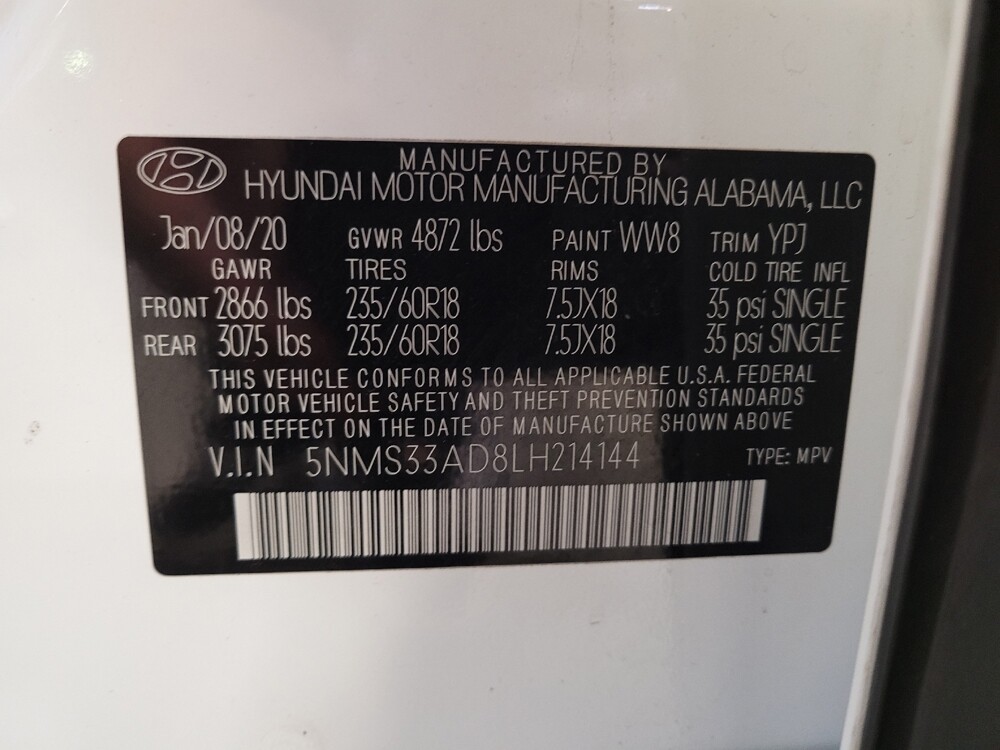 MANUFACTURED BY
HYUNDAI MOTOR MANUFACTURING ALABAMA, LLC
Jan/08/20 GVWR 4872 lbs PAINT WW8 TRIM YPJ
GAWR TIRES RIMS COLD TIRE INFL
FRONT 2866 lbs 235/60R18 7.5JX18 35 psi SINGLE
REAR 3075 lbs 235/60R18 7.5JX18 35 psi SINGLE
THIS VEHICLE CONFORMS TO ALL APPLICABLE U.S.A. FEDERAL
MOTOR VEHICLE SAFETY AND THEFT PREVENTION STANDARDS
IN EFFECT ON THE DATE OF MANUFACTURE SHOWN ABOVE
V.I.N 5NMS33AD8LH214144 TYPE: MPV